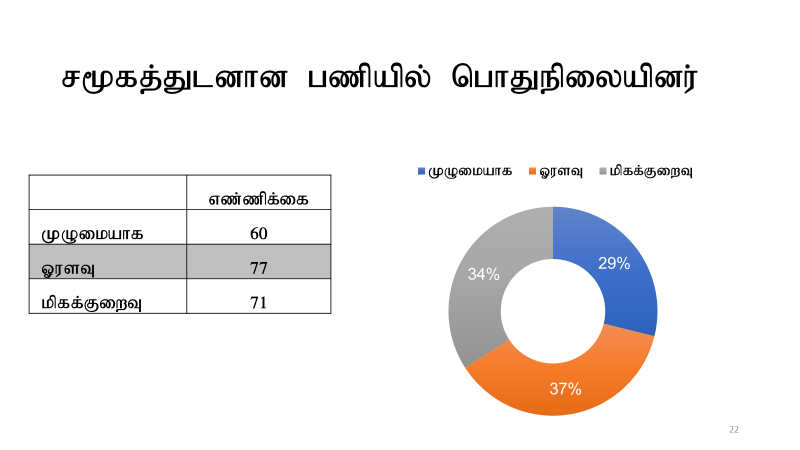 சமூகத்துடனான பணியில் பொதுநிலையினர்
எண்ணிக்கை
முழுமையாக 60
ஓரளவு 77
மிகக்குறைவு 71
முழுமையாக ஓரளவு மிகக்குறைவு
34% 29%
37%
22